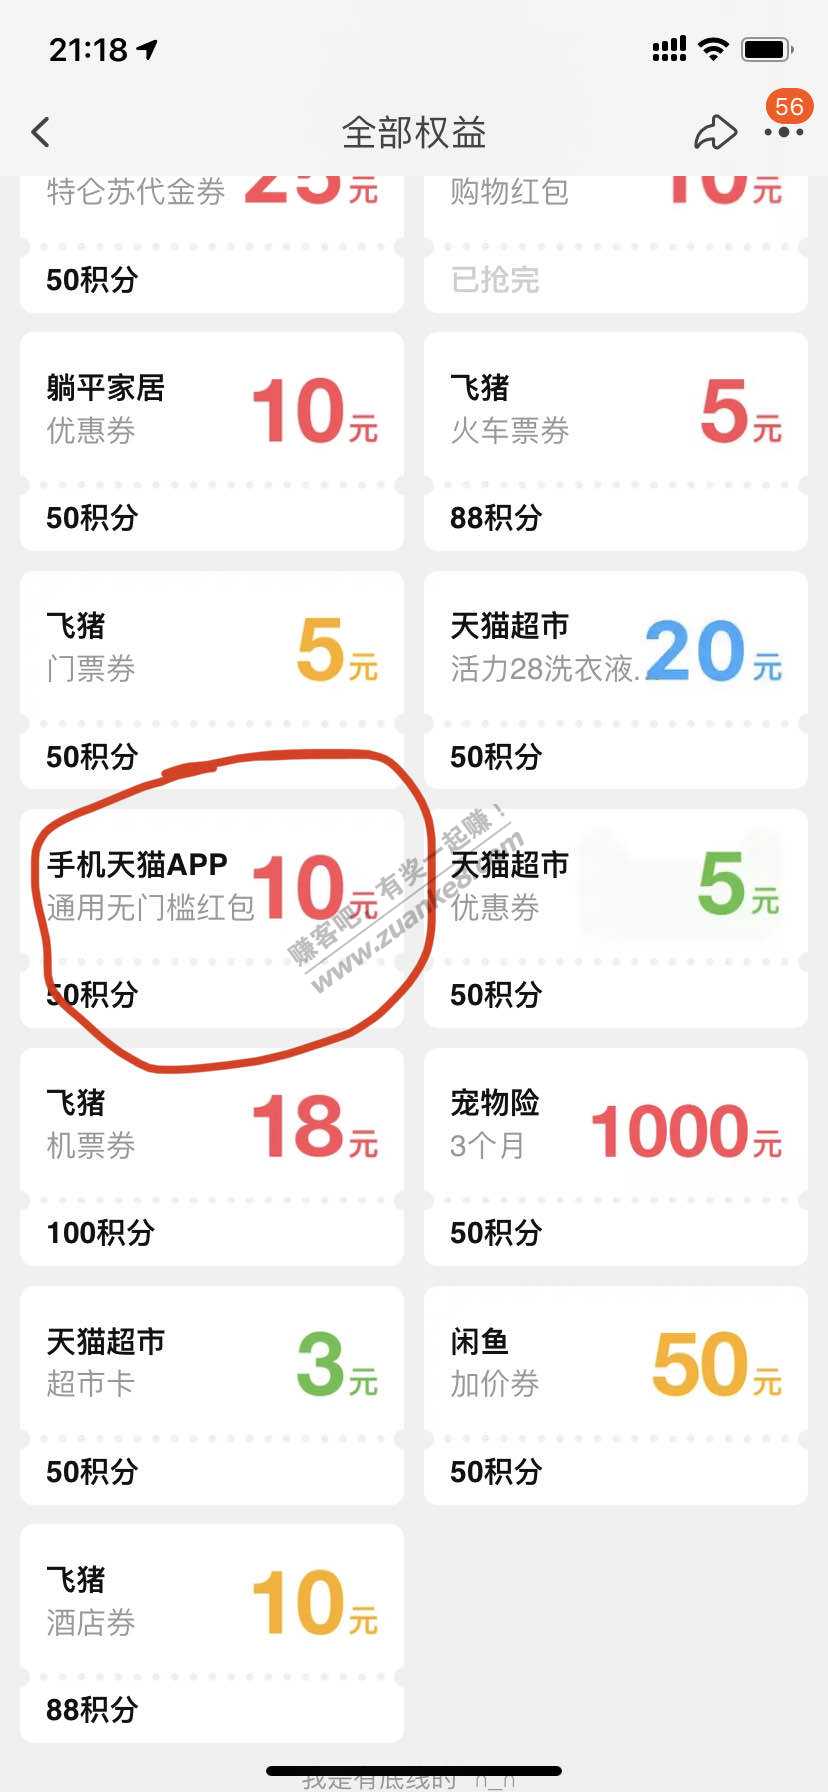 21:18
56
全部权益
特仑苏代金券 25元
购物红包 10元
50积分
已抢完
躺平家居
优惠券
10元
50积分
飞猪
火车票券
5元
88积分
飞猪
门票券
5元
50积分
天猫超市
活力28洗衣液...
20元
50积分
手机天猫APP
通用无门槛红包
10元
50积分
天猫超市
优惠券
5元
50积分
赚客吧，有奖一起赚！
www.zuanke8.com
飞猪
机票券
18元
100积分
宠物险
3个月
1000元
50积分
天猫超市
超市卡
3元
50积分
闲鱼
加价券
50元
50积分
飞猪
酒店券
10元
88积分
我是有底线的 ∩_∩